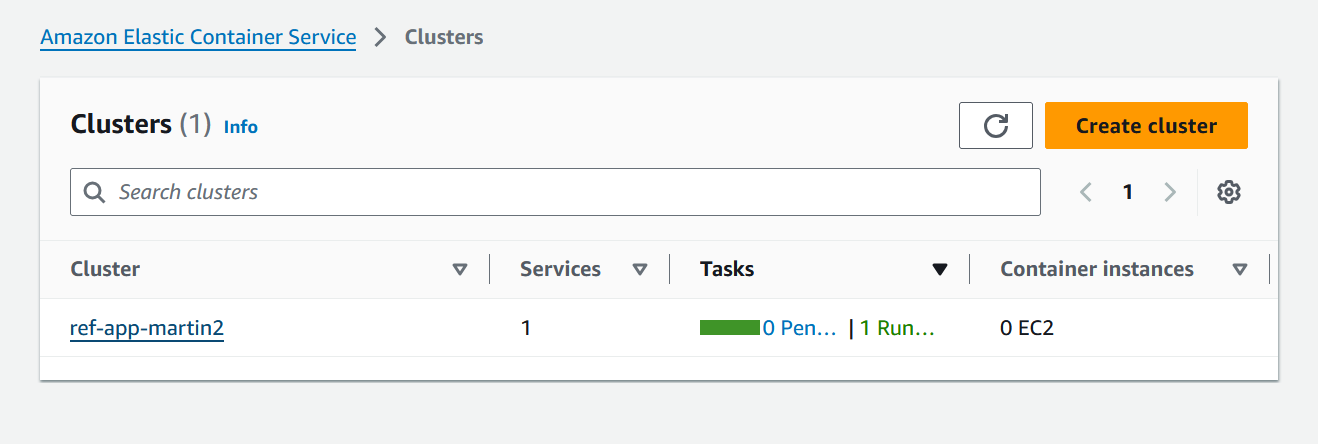 Amazon Elastic Container Service > Clusters
Clusters (1) Info
Create cluster
Search clusters
1
Cluster Services Tasks Container instances
ref-app-martin2 1 0 Pen... | 1 Run... 0 EC2